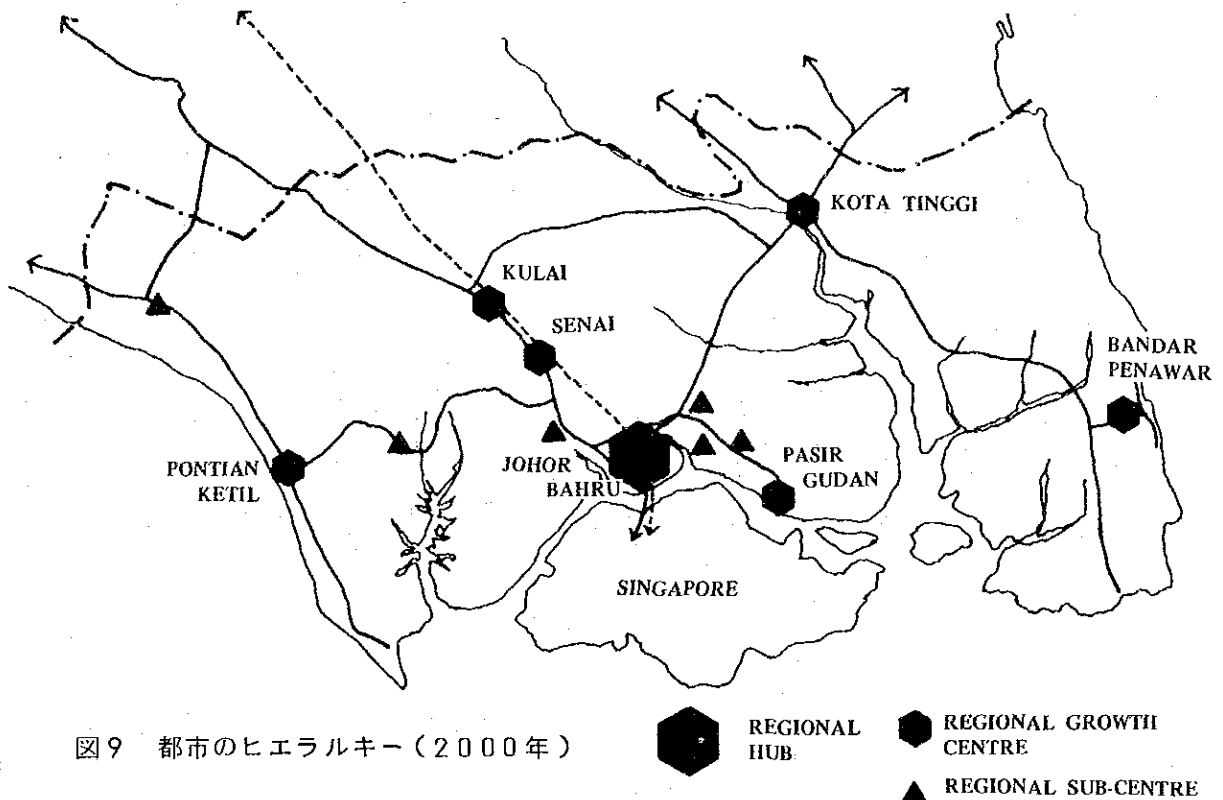 KOTA TINGGI
KULAI
SENAI
BANDAR
PENAWAR
PONTIAN
KETIL
JOHOR
BAHRU
PASIR
GUDAN
SINGAPORE
図9 都市のヒエラルキー(2000年)
REGIONAL
HUB
REGIONAL GROWTH
CENTRE
REGIONAL SUB-CENTRE